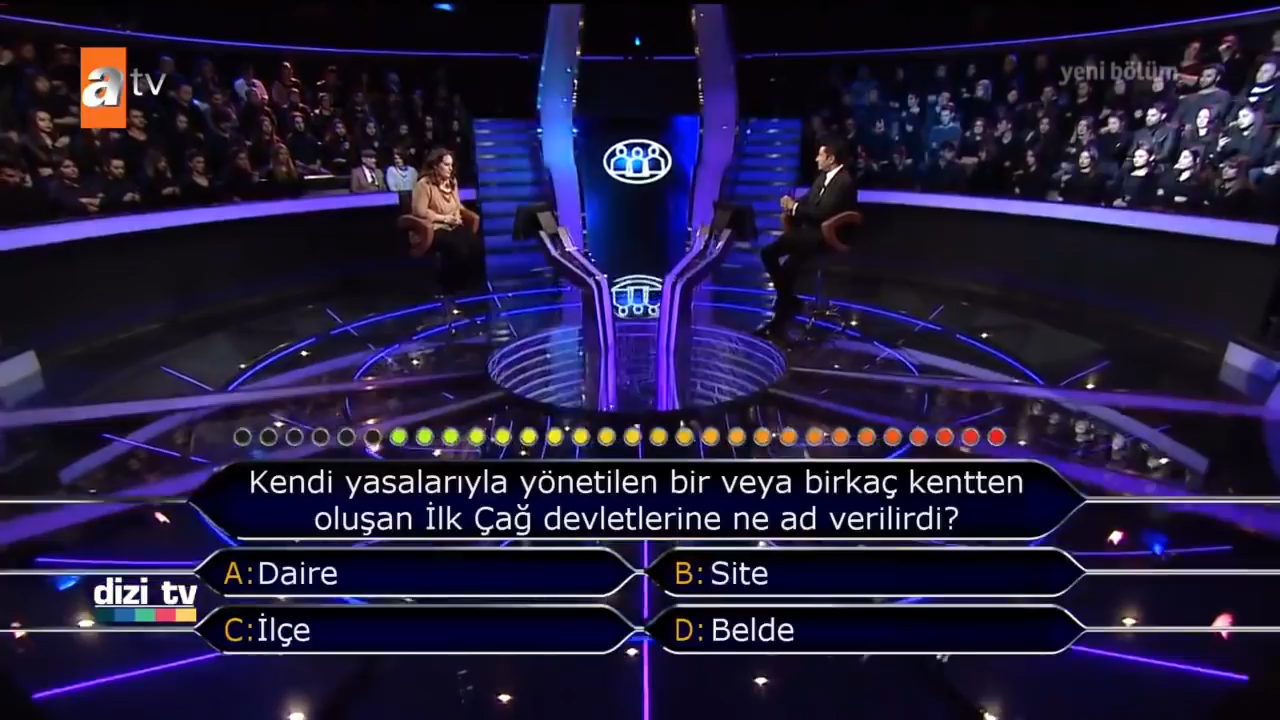 a tv
yeni bölüm
Kendi yasalarıyla yönetilen bir veya birkaç kentten
oluşan İlk Çağ devletlerine ne ad verilirdi?
A: Daire
B: Site
C: İlçe
D: Belde
dizi tv